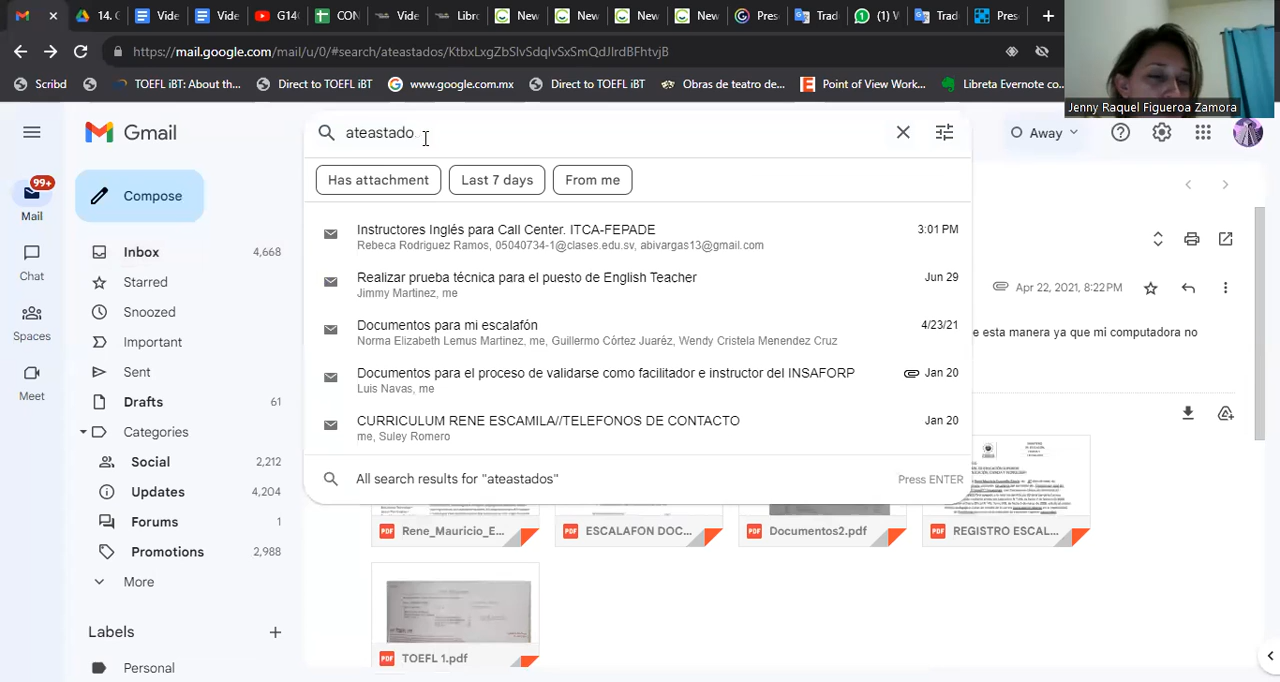 14. G
Vide
Vide
G14
CON
Vide
Libro
New
New
New
New
Pres
Trad
(1) W
Trad
Pres
https://mail.google.com/mail/u/0/#search/ateastados/KtbxLxgZbSlvSdqlvSxSmQdJlrdBFhtvjB
Scribd
TOEFL iBT: About th...
Direct to TOEFL iBT
www.google.com.mx
Direct to TOEFL iBT
Obras de teatro de...
Point of View Work...
Libreta Evernote co...
Jenny Raquel Figueroa Zamora
Gmail
ateastado
Away
Has attachment
Last 7 days
From me
99+
Mail
Chat
Spaces
Meet
Compose
Inbox 4,668
Starred
Snoozed
Important
Sent
Drafts 61
Categories
Social 2,212
Updates 4,204
Forums 1
Promotions 2,988
More
Labels
Personal
Instructores Inglés para Call Center. ITCA-FEPADE 3:01 PM
Rebeca Rodriguez Ramos, 05040734-1@clases.edu.sv, abivargas13@gmail.com
Realizar prueba técnica para el puesto de English Teacher Jun 29
Jimmy Martinez, me
Documentos para mi escalafón 4/23/21
Norma Elizabeth Lemus Martinez, me, Guillermo Córtez Juaréz, Wendy Cristela Menendez Cruz
Documentos para el proceso de validarse como facilitador e instructor del INSAFORP Jan 20
Luis Navas, me
CURRICULUM RENE ESCAMILA//TELEFONOS DE CONTACTO Jan 20
me, Suley Romero
All search results for "ateastados" Press ENTER
Apr 22, 2021, 8:22 PM
e esta manera ya que mi computadora no
PDF Rene_Mauricio_E...
PDF ESCALAFON DOC...
PDF Documentos2.pdf
PDF REGISTRO ESCAL...
PDF TOEFL 1.pdf